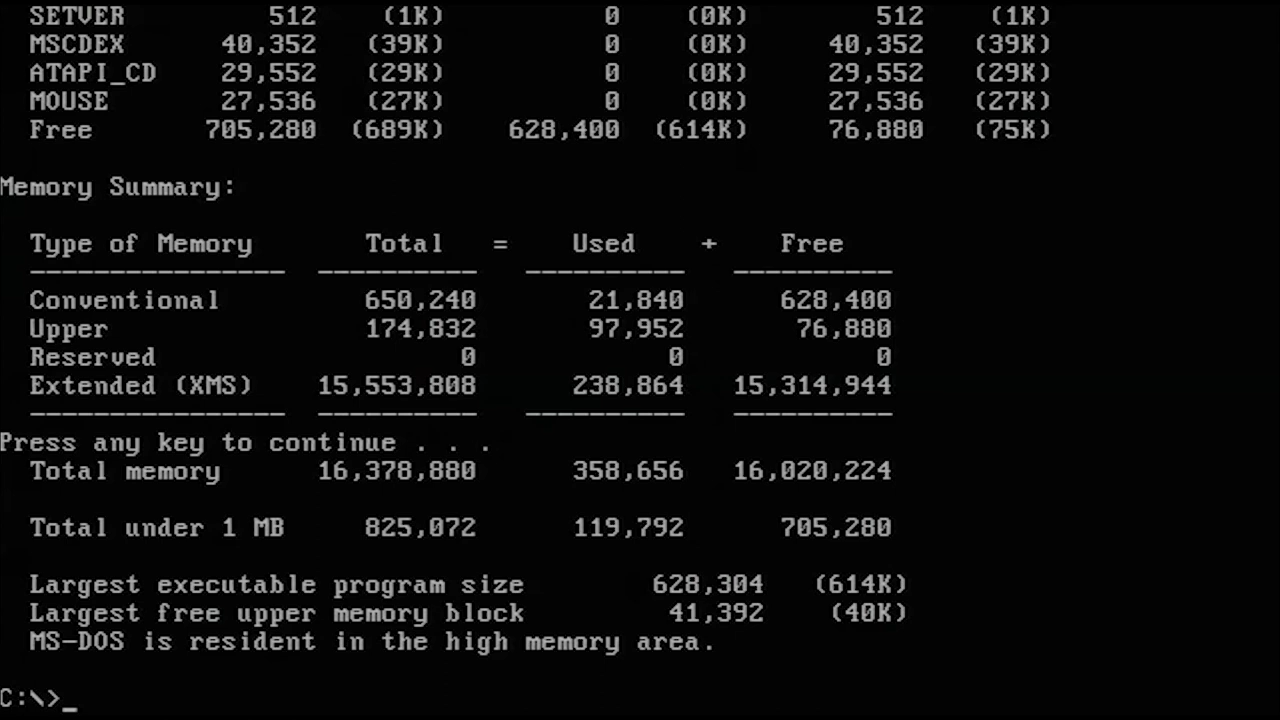 SETVER 512 (1K) 0 (0K) 512 (1K)
MSCDEX 40,352 (39K) 0 (0K) 40,352 (39K)
ATAPI_CD 29,552 (29K) 0 (0K) 29,552 (29K)
MOUSE 27,536 (27K) 0 (0K) 27,536 (27K)
Free 705,280 (689K) 628,400 (614K) 76,880 (75K)
Memory Summary:
Type of Memory Total = Used + Free
---------------- ---------- ---------- ----------
Conventional 650,240 21,840 628,400
Upper 174,832 97,952 76,880
Reserved 0 0 0
Extended (XMS) 15,553,808 238,864 15,314,944
---------------- ---------- ---------- ----------
Press any key to continue . . .
Total memory 16,378,880 358,656 16,020,224
Total under 1 MB 825,072 119,792 705,280
Largest executable program size 628,304 (614K)
Largest free upper memory block 41,392 (40K)
MS-DOS is resident in the high memory area.
C:\>_